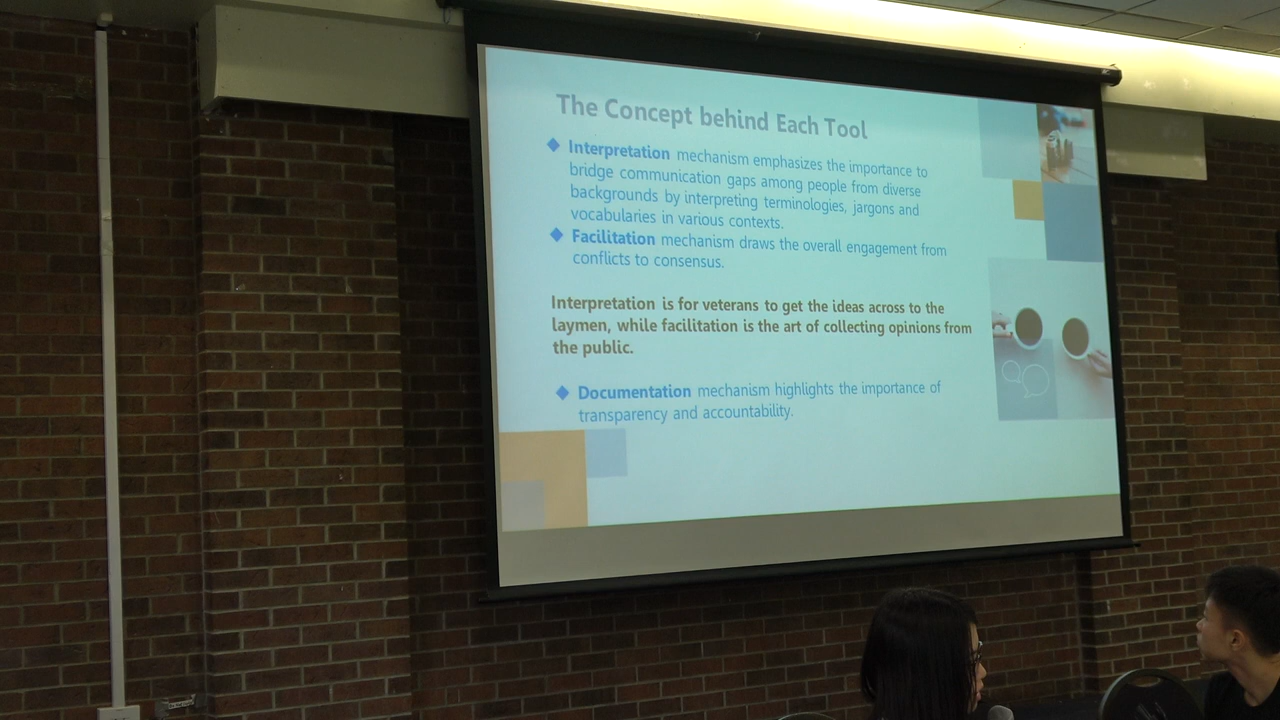 The Concept behind Each Tool
◆ Interpretation mechanism emphasizes the importance to
bridge communication gaps among people from diverse
backgrounds by interpreting terminologies, jargons and
vocabularies in various contexts.
◆ Facilitation mechanism draws the overall engagement from
conflicts to consensus.
Interpretation is for veterans to get the ideas across to the
laymen, while facilitation is the art of collecting opinions from
the public.
◆ Documentation mechanism highlights the importance of
transparency and accountability.